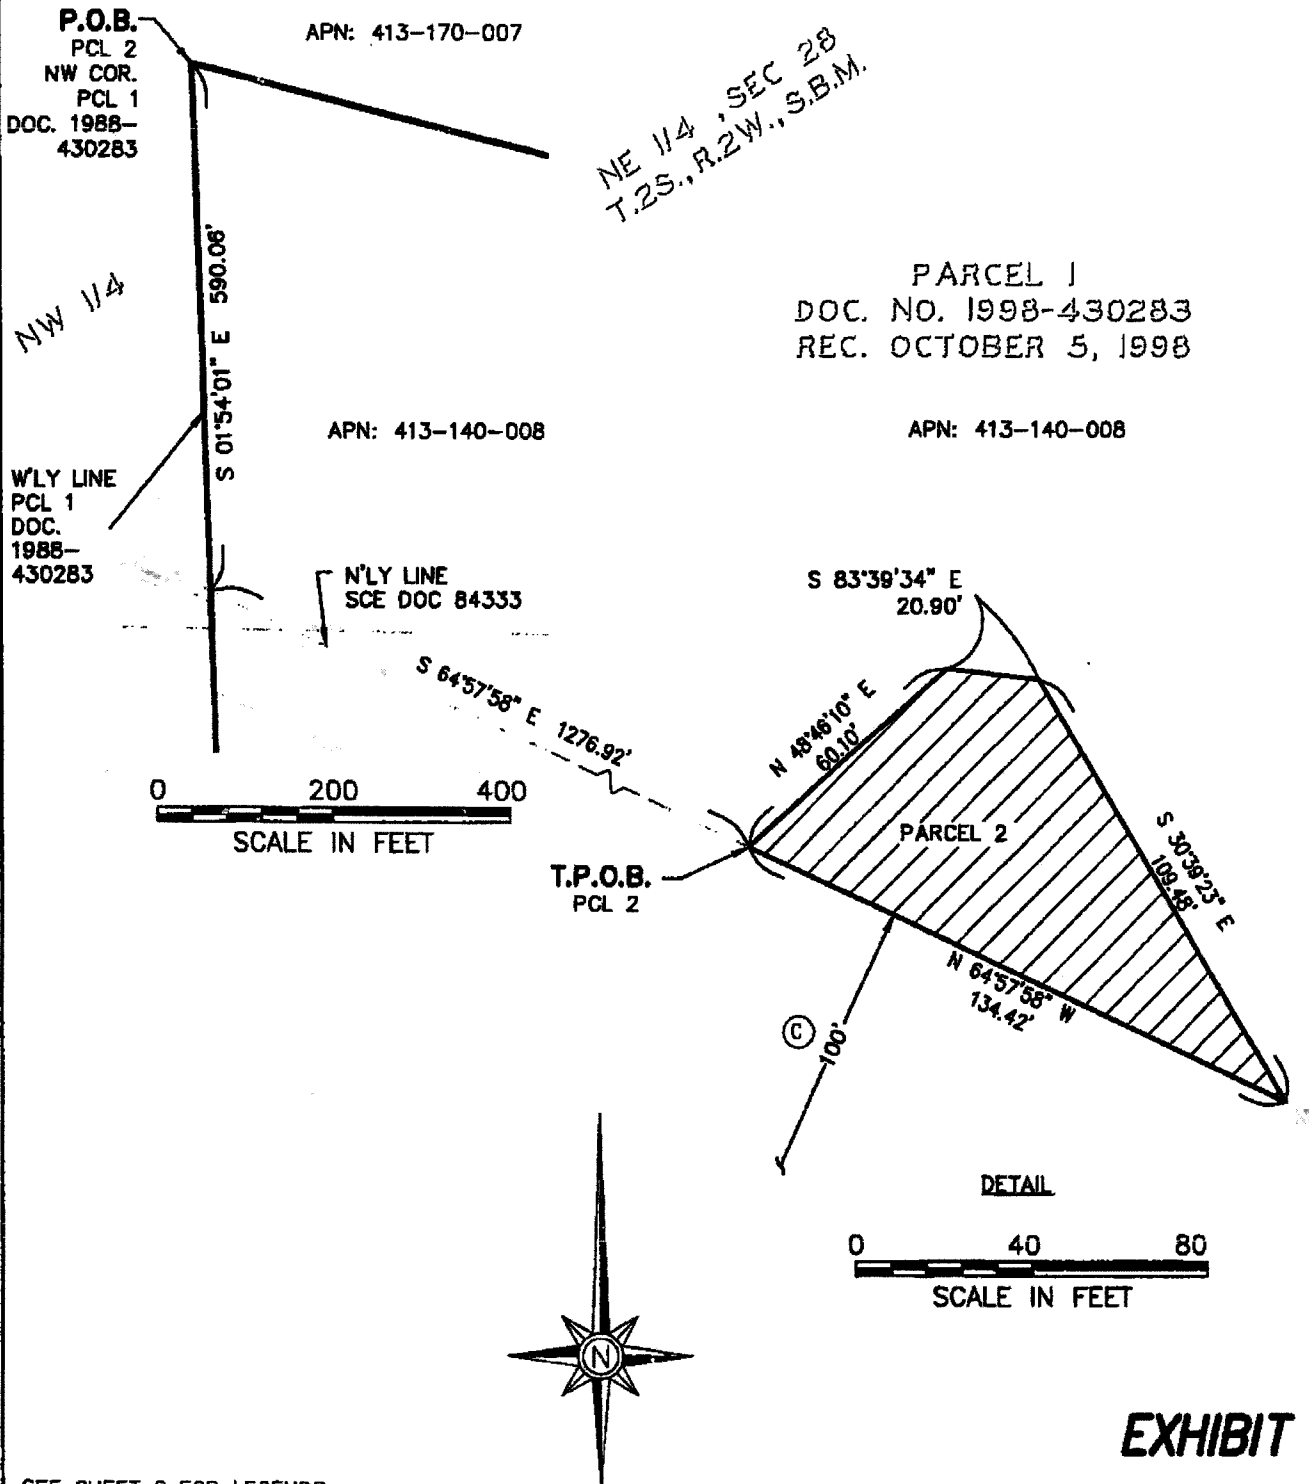 P.O.B.
PCL 2
NW COR.
PCL 1
DOC. 1988-
430283
APN: 413-170-007
NE 1/4 , SEC 28
T.2S., R.2W., S.B.M.
NW 1/4
S 01°54'01" E 590.06'
PARCEL 1
DOC. NO. 1998-430283
REC. OCTOBER 5, 1998
APN: 413-140-008
APN: 413-140-008
W'LY LINE
PCL 1
DOC.
1988-
430283
N'LY LINE
SCE DOC 84333
S 83°39'34" E
20.90'
S 64°57'58" E 1276.92'
N 48°46'10" E
60.10'
0 200 400
SCALE IN FEET
PARCEL 2
S 30°39'23" E
109.48'
T.P.O.B.
PCL 2
N 64°57'58" W
134.42'
C
100'
DETAIL
0 40 80
SCALE IN FEET
N
EXHIBIT